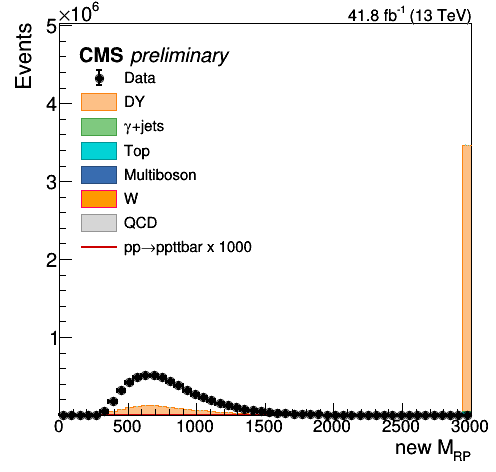 ×10⁶
41.8 fb⁻¹ (13 TeV)
Events
CMS preliminary
Data
DY
γ+jets
Top
Multiboson
W
QCD
pp→ppttbar x 1000
5
4
3
2
1
0 500 1000 1500 2000 2500 3000
new M_RP